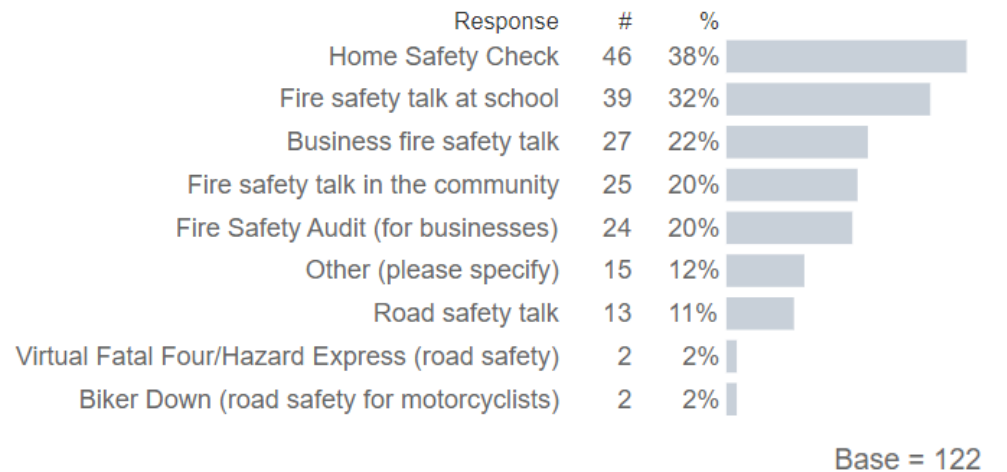 Response # %
Home Safety Check 46 38%
Fire safety talk at school 39 32%
Business fire safety talk 27 22%
Fire safety talk in the community 25 20%
Fire Safety Audit (for businesses) 24 20%
Other (please specify) 15 12%
Road safety talk 13 11%
Virtual Fatal Four/Hazard Express (road safety) 2 2%
Biker Down (road safety for motorcyclists) 2 2%
Base = 122